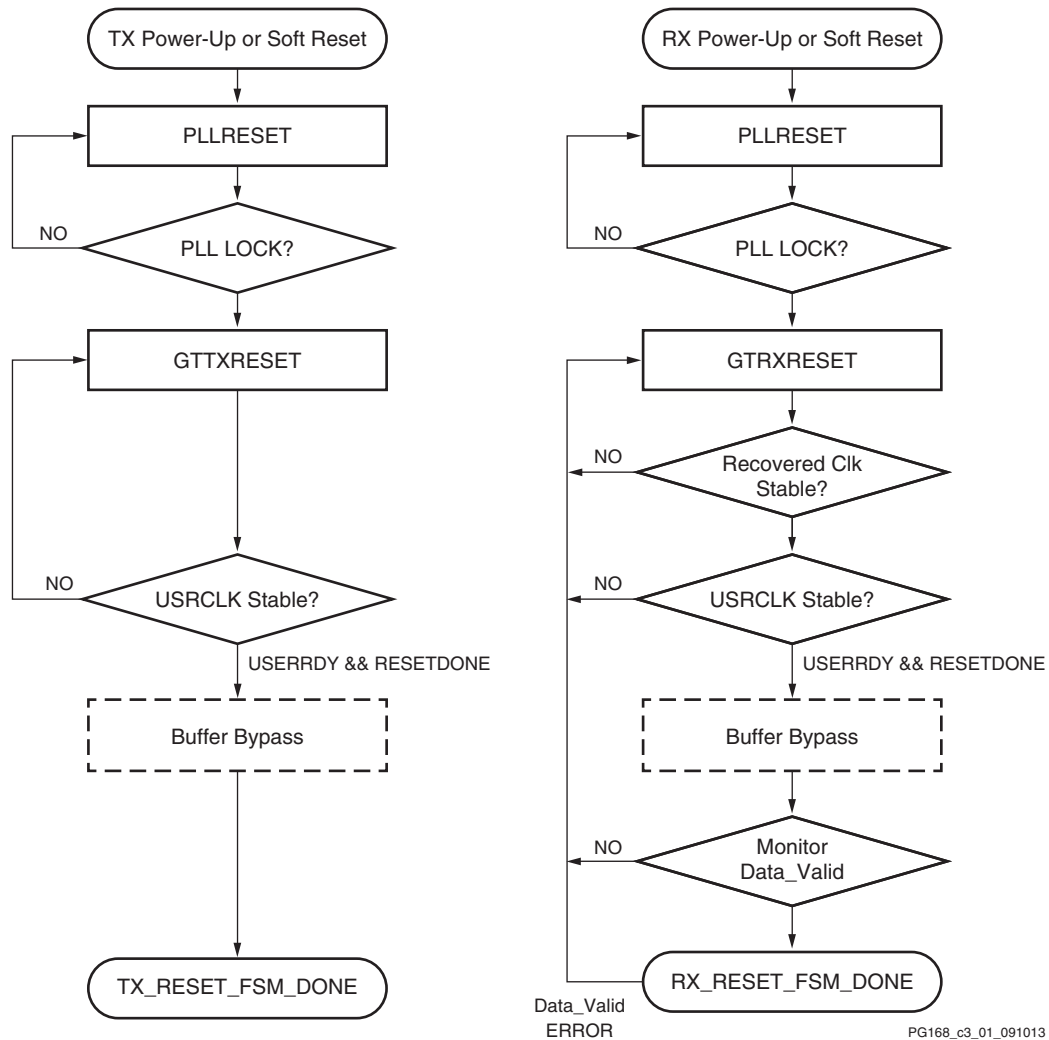 TX Power-Up or Soft Reset
PLLRESET
NO
PLL LOCK?
GTTXRESET
NO
USRCLK Stable?
USERRDY && RESETDONE
Buffer Bypass
TX_RESET_FSM_DONE
RX Power-Up or Soft Reset
PLLRESET
NO
PLL LOCK?
GTRXRESET
NO
Recovered Clk
Stable?
NO
USRCLK Stable?
USERRDY && RESETDONE
Buffer Bypass
NO
Monitor
Data_Valid
RX_RESET_FSM_DONE
Data_Valid
ERROR
PG168_c3_01_091013